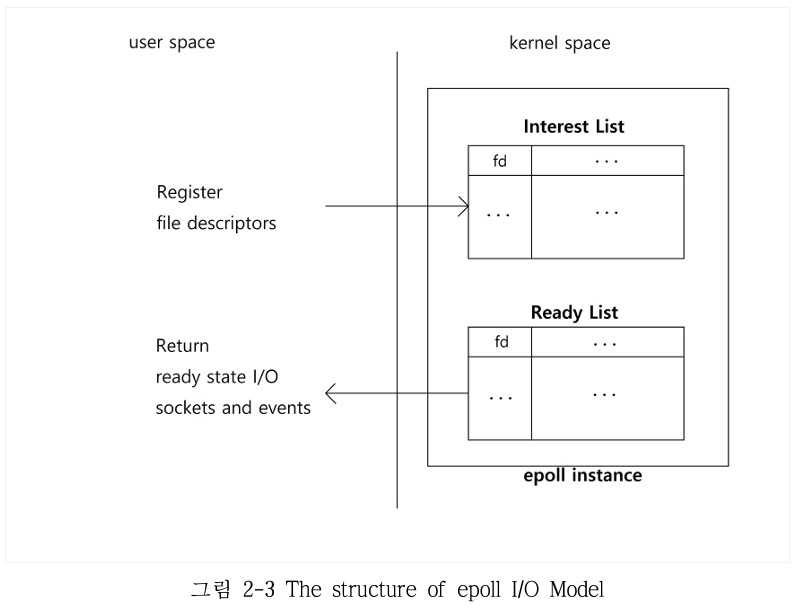 user space
kernel space
Interest List
fd ...
... ...
Register
file descriptors
Ready List
fd ...
... ...
Return
ready state I/O
sockets and events
epoll instance
그림 2-3 The structure of epoll I/O Model